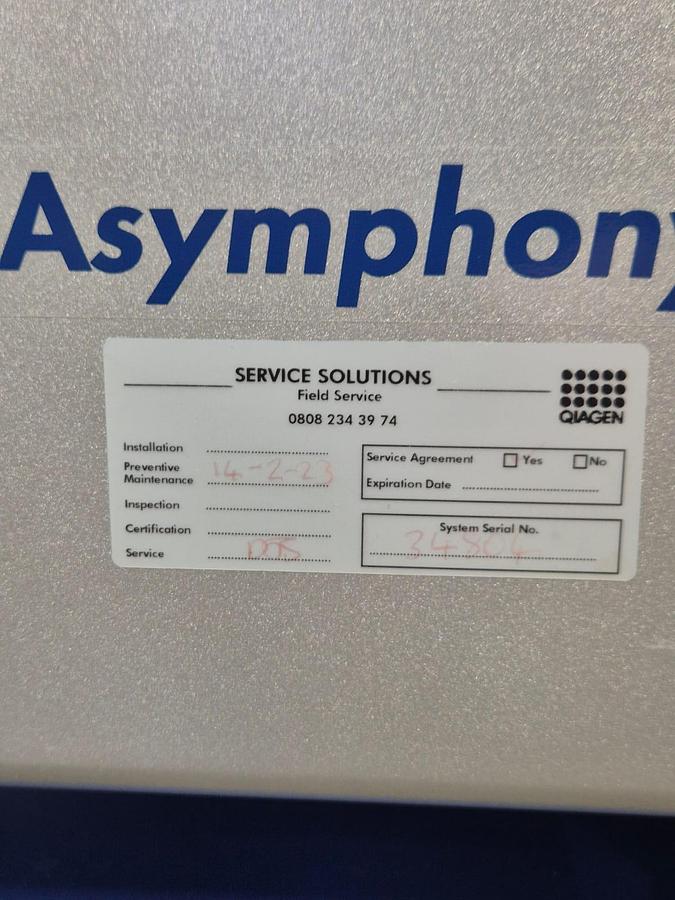 Asymphony
SERVICE SOLUTIONS
Field Service
0808 234 39 74
QIAGEN
Installation
Preventive
Maintenance 14-2-23
Inspection
Certification
Service
Service Agreement Yes No
Expiration Date
System Serial No.
34804